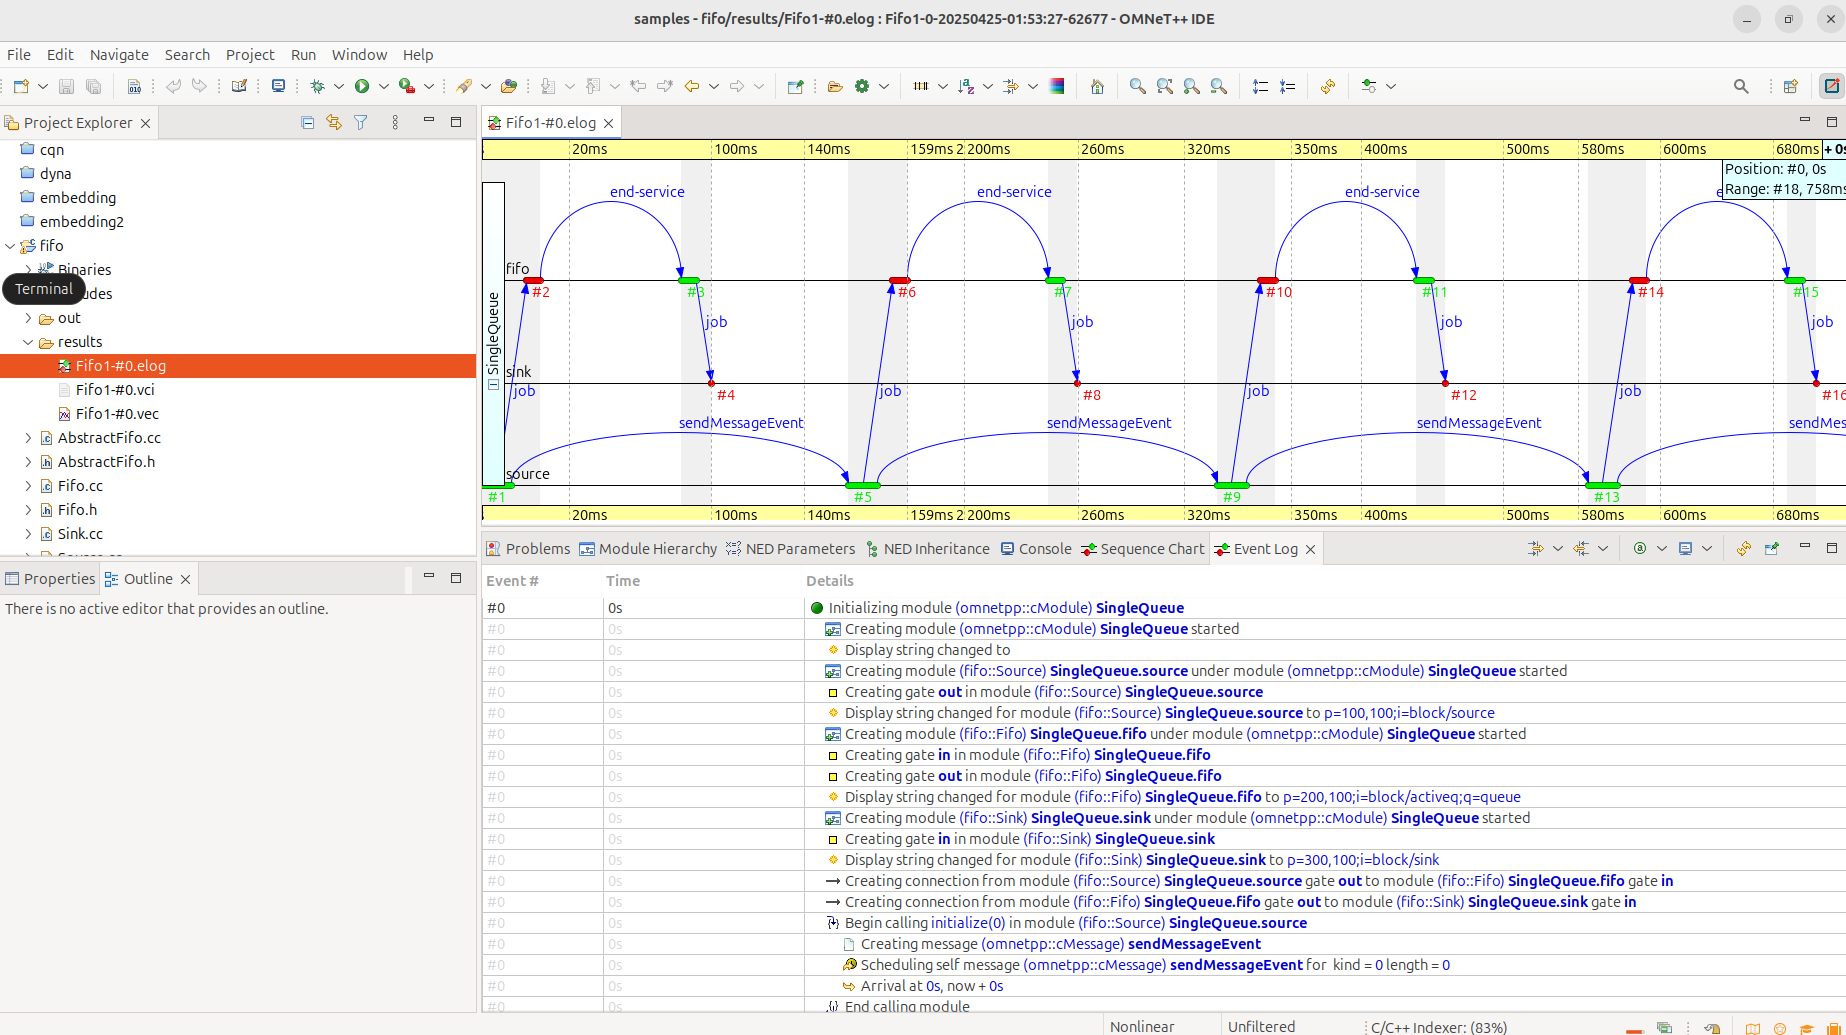 samples - fifo/results/Fifo1-#0.elog : Fifo1-0-20250425-01:53:27-62677 - OMNeT++ IDE
File Edit Navigate Search Project Run Window Help
Project Explorer
cqn
dyna
embedding
embedding2
fifo
Binaries
Terminal
udes
out
results
Fifo1-#0.elog
Fifo1-#0.vci
Fifo1-#0.vec
AbstractFifo.cc
AbstractFifo.h
Fifo.cc
Fifo.h
Sink.cc
Properties Outline
There is no active editor that provides an outline.
Fifo1-#0.elog
20ms 100ms 140ms 159ms 2 200ms 260ms 320ms 350ms 400ms 500ms 580ms 600ms 680ms + 0s
Position: #0, 0s
Range: #18, 758ms
end-service end-service end-service e
SingleQueue
fifo
#2 #3 #6 #7 #10 #11 #14 #15
job job job job
sink
job job job job
#4 #8 #12 #16
sendMessageEvent sendMessageEvent sendMessageEvent sendMes
source
#1 #5 #9 #13
20ms 100ms 140ms 159ms 2 200ms 260ms 320ms 350ms 400ms 500ms 580ms 600ms 680ms
Problems Module Hierarchy NED Parameters NED Inheritance Console Sequence Chart Event Log
Event # Time Details
#0 0s Initializing module (omnetpp::cModule) SingleQueue
#0 0s Creating module (omnetpp::cModule) SingleQueue started
#0 0s Display string changed to
#0 0s Creating module (fifo::Source) SingleQueue.source under module (omnetpp::cModule) SingleQueue started
#0 0s Creating gate out in module (fifo::Source) SingleQueue.source
#0 0s Display string changed for module (fifo::Source) SingleQueue.source to p=100,100;i=block/source
#0 0s Creating module (fifo::Fifo) SingleQueue.fifo under module (omnetpp::cModule) SingleQueue started
#0 0s Creating gate in in module (fifo::Fifo) SingleQueue.fifo
#0 0s Creating gate out in module (fifo::Fifo) SingleQueue.fifo
#0 0s Display string changed for module (fifo::Fifo) SingleQueue.fifo to p=200,100;i=block/activeq;q=queue
#0 0s Creating module (fifo::Sink) SingleQueue.sink under module (omnetpp::cModule) SingleQueue started
#0 0s Creating gate in in module (fifo::Sink) SingleQueue.sink
#0 0s Display string changed for module (fifo::Sink) SingleQueue.sink to p=300,100;i=block/sink
#0 0s Creating connection from module (fifo::Source) SingleQueue.source gate out to module (fifo::Fifo) SingleQueue.fifo gate in
#0 0s Creating connection from module (fifo::Fifo) SingleQueue.fifo gate out to module (fifo::Sink) SingleQueue.sink gate in
#0 0s Begin calling initialize(0) in module (fifo::Source) SingleQueue.source
#0 0s Creating message (omnetpp::cMessage) sendMessageEvent
#0 0s Scheduling self message (omnetpp::cMessage) sendMessageEvent for kind = 0 length = 0
#0 0s Arrival at 0s, now + 0s
#0 0s End calling module
Nonlinear Unfiltered C/C++ Indexer: (83%)